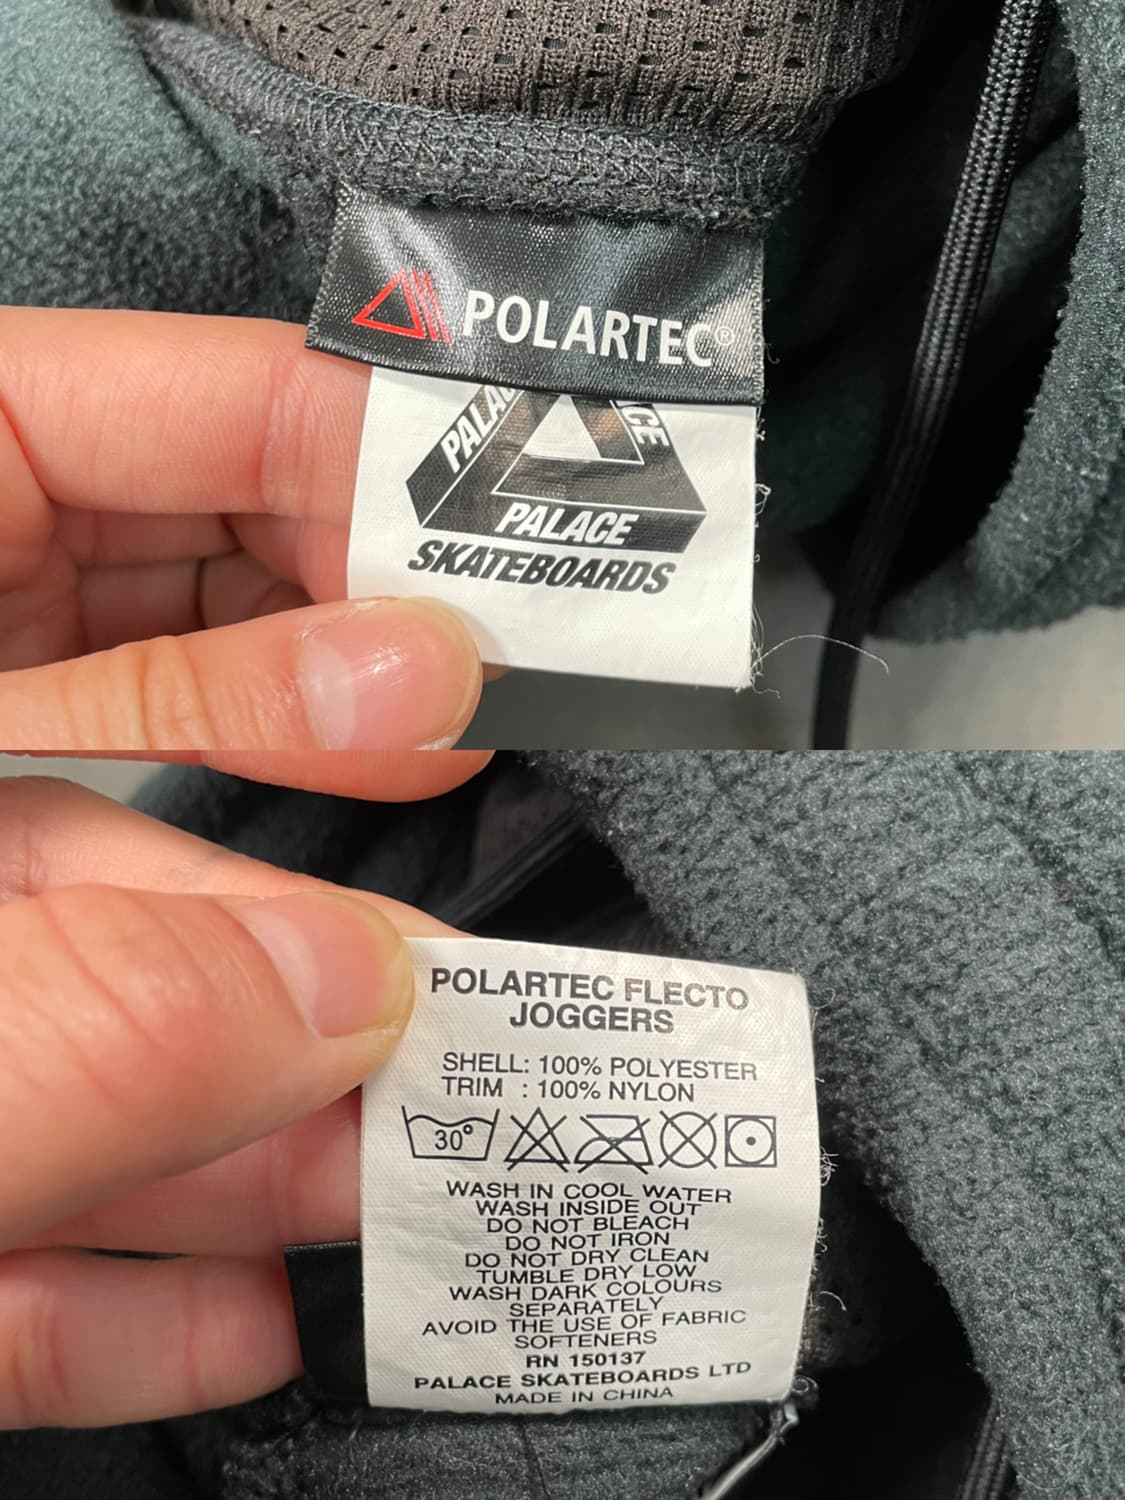 POLARTEC®
PALACE
SKATEBOARDS
POLARTEC FLECTO
JOGGERS
SHELL: 100% POLYESTER
TRIM : 100% NYLON
30°
WASH IN COOL WATER
WASH INSIDE OUT
DO NOT BLEACH
DO NOT IRON
DO NOT DRY CLEAN
TUMBLE DRY LOW
WASH DARK COLOURS
SEPARATELY
AVOID THE USE OF FABRIC
SOFTENERS
RN 150137
PALACE SKATEBOARDS LTD
MADE IN CHINA